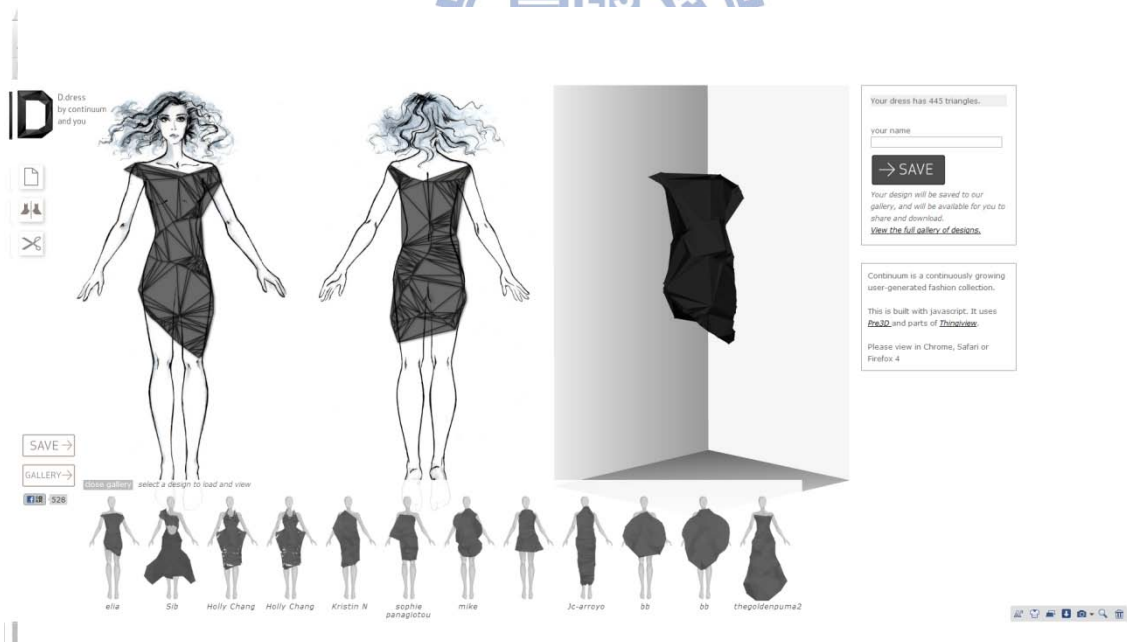 D
D.dress
by continuum
and you
Your dress has 445 triangles.
your name
SAVE
Your design will be saved to our
gallery, and will be available for you to
share and download.
View the full gallery of designs.
Continuum is a continuously growing
user-generated fashion collection.
This is built with javascript. It uses
Pre3D and parts of Thingiview.
Please view in Chrome, Safari or
Firefox 4
SAVE
GALLERY
close gallery select a design to load and view
讚 528
ella Sib Holly Chang Holly Chang Kristin N sophie mike Jc-arroyo bb bb thegoldenpuma2
panagiotou